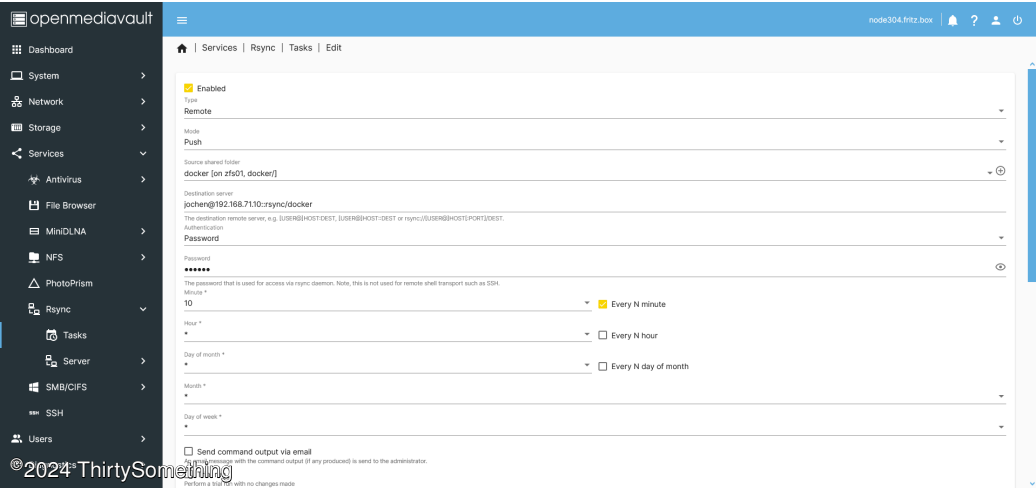 openmediavault
node304.fritz.box
Dashboard
System
Network
Storage
Services
Antivirus
File Browser
MiniDLNA
NFS
PhotoPrism
Rsync
Tasks
Server
SMB/CIFS
SSH
Users
| Services | Rsync | Tasks | Edit
Enabled
Type
Remote
Mode
Push
Source shared folder
docker [on zfs01, docker/]
Destination server
jochen@192.168.71.10::rsync/docker
The destination remote server, e.g. [USER@]HOST:DEST, [USER@]HOST::DEST or rsync://[USER@]HOST[:PORT]/DEST.
Authentication
Password
Password
••••••
The password that is used for access via rsync daemon. Note, this is not used for remote shell transport such as SSH.
Minute *
10
Every N minute
Hour *
*
Every N hour
Day of month *
*
Every N day of month
Month *
*
Day of week *
*
Send command output via email
An email message with the command output (if any produced) is send to the administrator.
Perform a trial run with no changes made
©2024 ThirtySomething